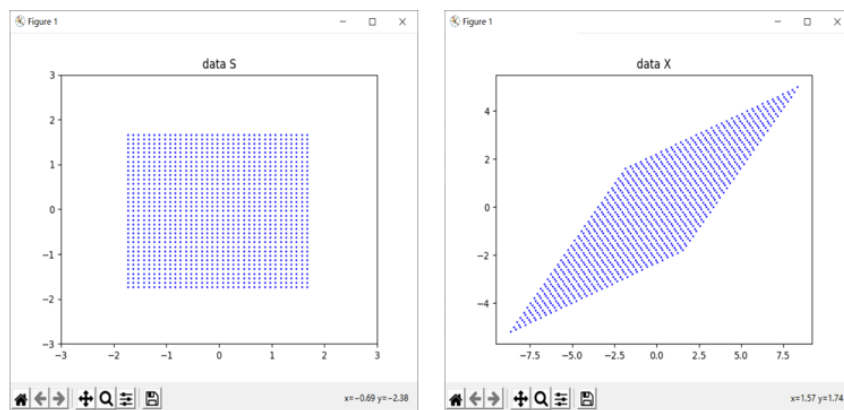 Figure 1
data S
3
2
1
0
−1
−2
−3
−3 −2 −1 0 1 2 3
x=−0.69 y=−2.38
Figure 1
data X
4
2
0
−2
−4
−7.5 −5.0 −2.5 0.0 2.5 5.0 7.5
x=1.57 y=1.74